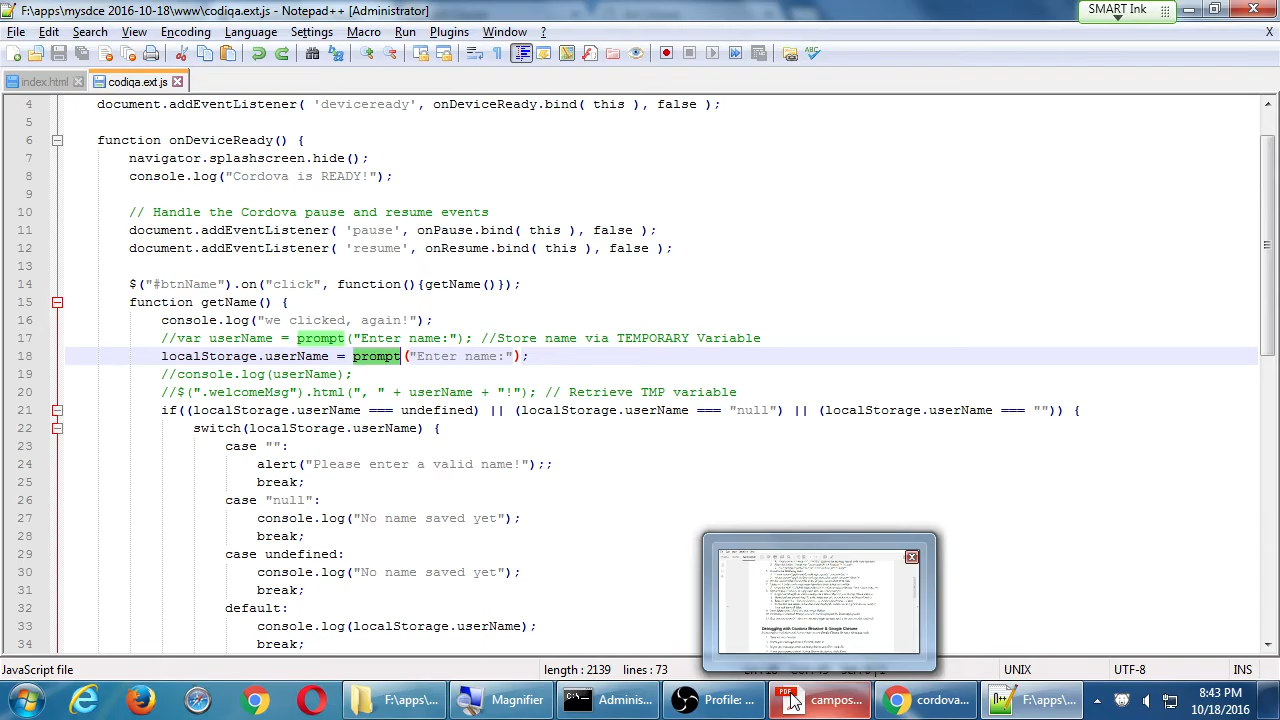 F:\apps\mysdce 2016-10-18\www\codiqa.ext.js - Notepad++ [Administrator]
SMART Ink
File Edit Search View Encoding Language Settings Macro Run Plugins Window ? X
index.html codiqa.ext.js
4 document.addEventListener( 'deviceready', onDeviceReady.bind( this ), false );
5
6 function onDeviceReady() {
7 navigator.splashscreen.hide();
8 console.log("Cordova is READY!");
9
10 // Handle the Cordova pause and resume events
11 document.addEventListener( 'pause', onPause.bind( this ), false );
12 document.addEventListener( 'resume', onResume.bind( this ), false );
13
14 $("#btnName").on("click", function(){getName()});
15 function getName() {
16 console.log("we clicked, again!");
17 //var userName = prompt("Enter name:"); //Store name via TEMPORARY Variable
18 localStorage.userName = prompt("Enter name:");
19 //console.log(userName);
20 //$(".welcomeMsg").html(", " + userName + "!"); // Retrieve TMP variable
21 if((localStorage.userName === undefined) || (localStorage.userName === "null") || (localStorage.userName === "")) {
22 switch(localStorage.userName) {
23 case "":
24 alert("Please enter a valid name!");;
25 break;
26 case "null":
27 console.log("No name saved yet");
28 break;
29 case undefined:
30 console.log("No name saved yet");
31 break;
32 default:
33 console.log(localStorage.userName);
34 break;
Debugging with Cordova Browser & Google Chrome
JavaScript file length : 2139 lines : 73 UNIX UTF-8 INS
F:\apps\... Magnifier Adminis... Profile: ... campos... cordova... F:\apps\...
8:43 PM
10/18/2016